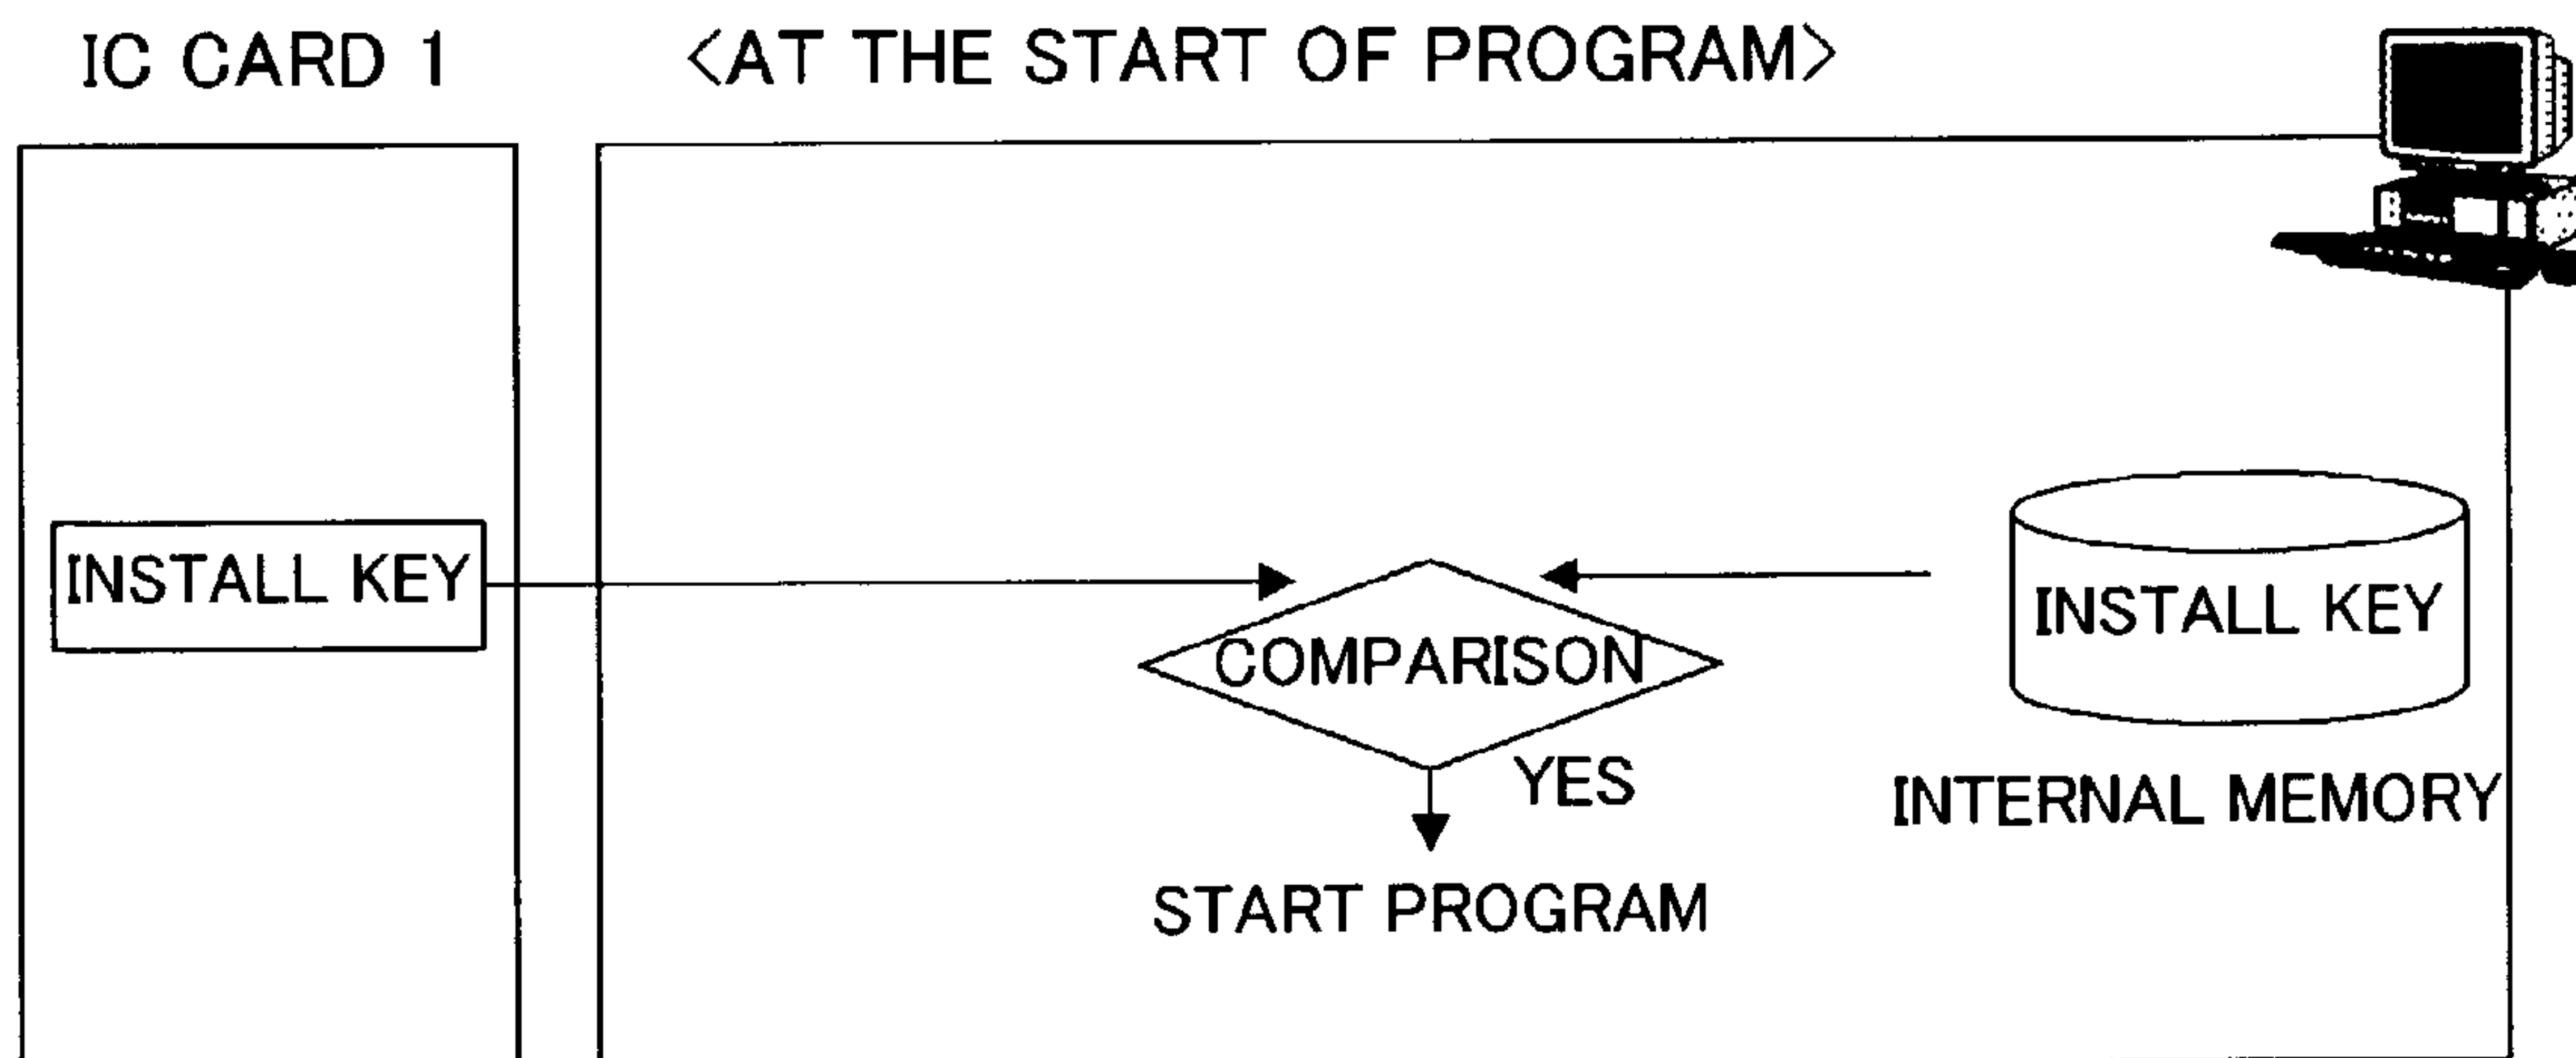 IC CARD 1
<AT THE START OF PROGRAM>
INSTALL KEY
COMPARISON
INSTALL KEY
YES
INTERNAL MEMORY
START PROGRAM